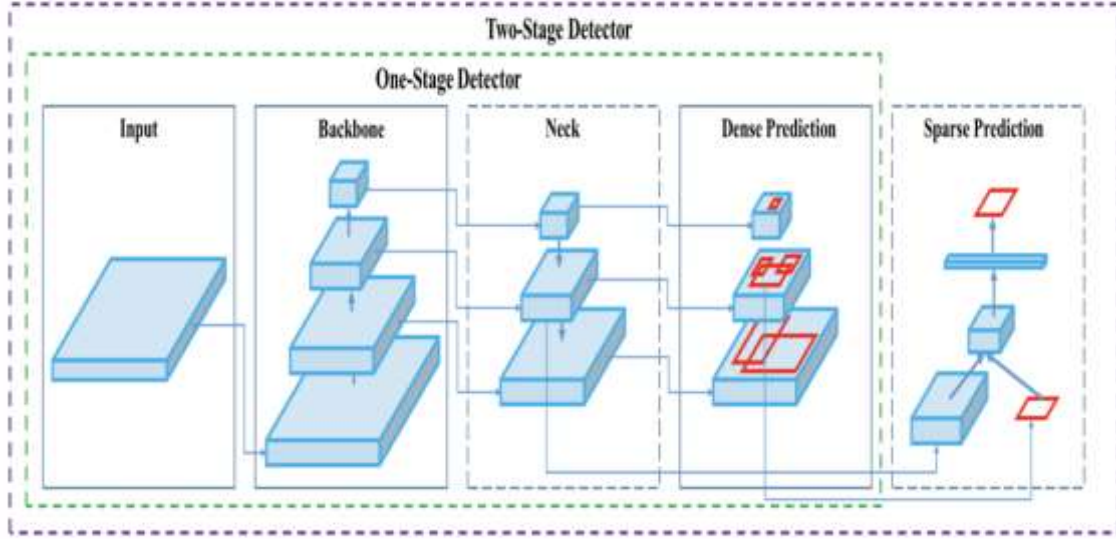 Two-Stage Detector
One-Stage Detector
Input
Backbone
Neck
Dense Prediction
Sparse Prediction